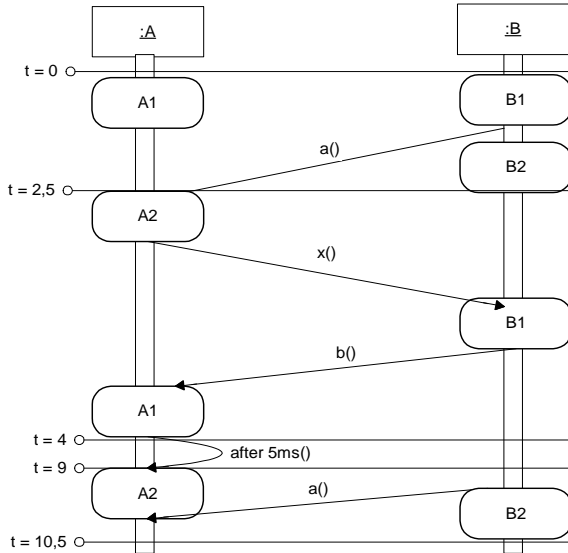 :A
:B
t = 0
A1
B1
a()
B2
t = 2,5
A2
x()
B1
b()
A1
t = 4
after 5ms()
t = 9
A2
a()
B2
t = 10,5